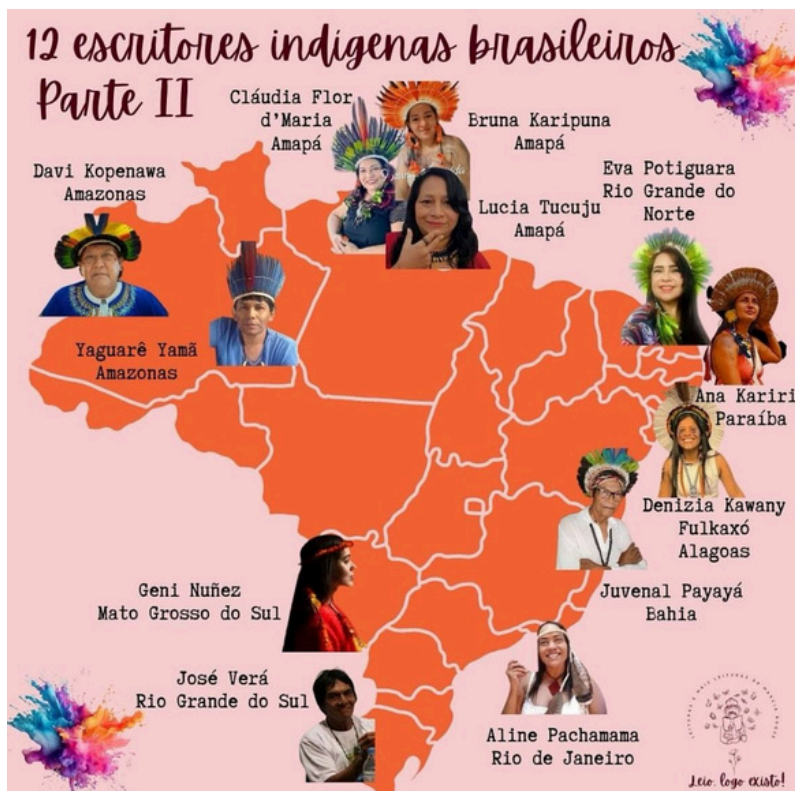 12 escritores indígenas brasileiros
Parte II
Cláudia Flor
d'Maria
Amapá
Bruna Karipuna
Amapá
Davi Kopenawa
Amazonas
Eva Potiguara
Rio Grande do
Norte
Lucia Tucuju
Amapá
Yaguarê Yamã
Amazonas
Ana Kariri
Paraíba
Denizia Kawany
Fulkaxó
Alagoas
Geni Nuñez
Mato Grosso do Sul
Juvenal Payayá
Bahia
José Verá
Rio Grande do Sul
Aline Pachamama
Rio de Janeiro
Leio, logo existo!